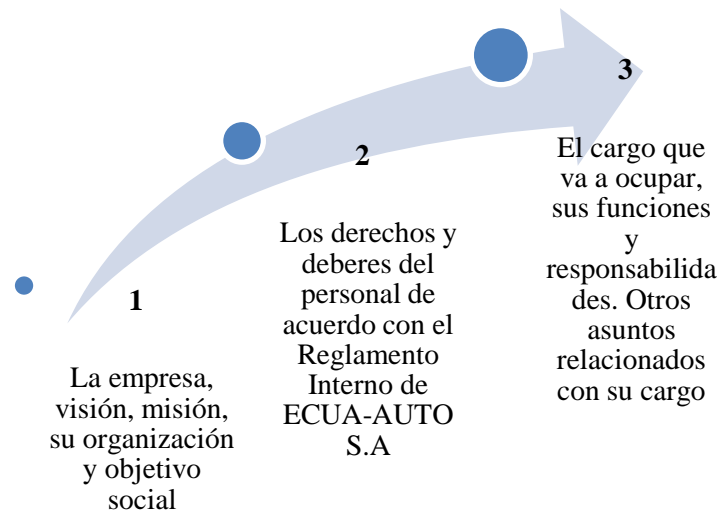 1
La empresa,
visión, misión,
su organización
y objetivo
social
2
Los derechos y
deberes del
personal de
acuerdo con el
Reglamento
Interno de
ECUA-AUTO
S.A
3
El cargo que
va a ocupar,
sus funciones
y
responsabilida
des. Otros
asuntos
relacionados
con su cargo